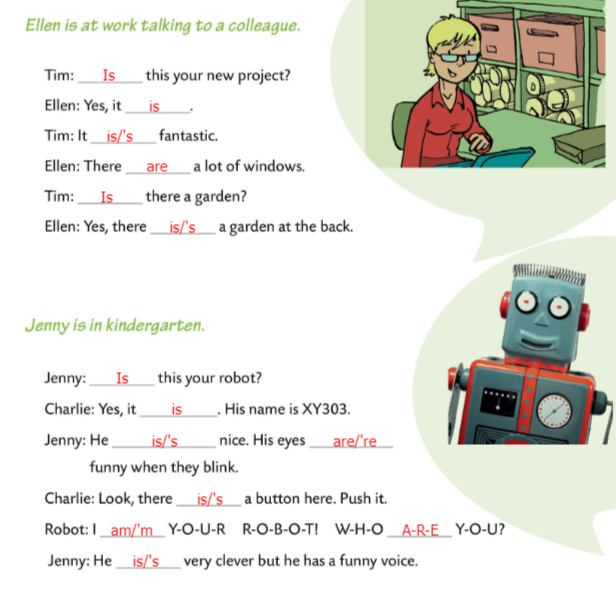 Ellen is at work talking to a colleague.
Tim: Is this your new project?
Ellen: Yes, it is.
Tim: It is/'s fantastic.
Ellen: There are a lot of windows.
Tim: Is there a garden?
Ellen: Yes, there is/'s a garden at the back.
Jenny is in kindergarten.
Jenny: Is this your robot?
Charlie: Yes, it is. His name is XY303.
Jenny: He is/'s nice. His eyes are/'re
funny when they blink.
Charlie: Look, there is/'s a button here. Push it.
Robot: I am/'m Y-O-U-R R-O-B-O-T! W-H-O A-R-E Y-O-U?
Jenny: He is/'s very clever but he has a funny voice.